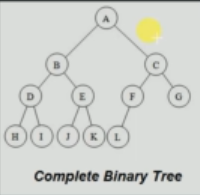 A
B C
D E F G
H I J K L
Complete Binary Tree